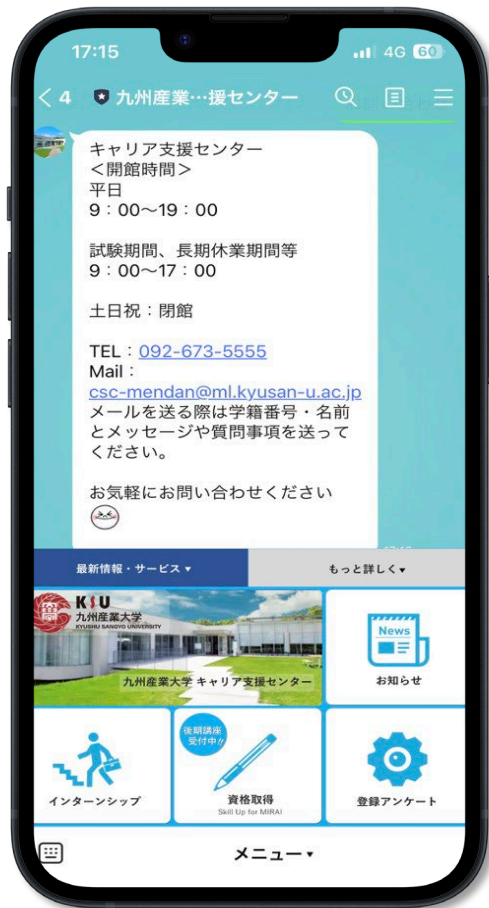 17:15
4G 60
4 九州産業…援センター
キャリア支援センター
<開館時間>
平日
9：00〜19：00
試験期間、長期休業期間等
9：00〜17：00
土日祝：閉館
TEL：092-673-5555
Mail：
csc-mendan@ml.kyusan-u.ac.jp
メールを送る際は学籍番号・名前
とメッセージや質問事項を送って
ください。
お気軽にお問い合わせください
最新情報・サービス▼
もっと詳しく▼
KSU
九州産業大学
KYUSHU SANGYO UNIVERSITY
九州産業大学 キャリア支援センター
News
お知らせ
インターンシップ
後期講座
受付中!!
資格取得
Skill Up for MIRAI
登録アンケート
メニュー▼